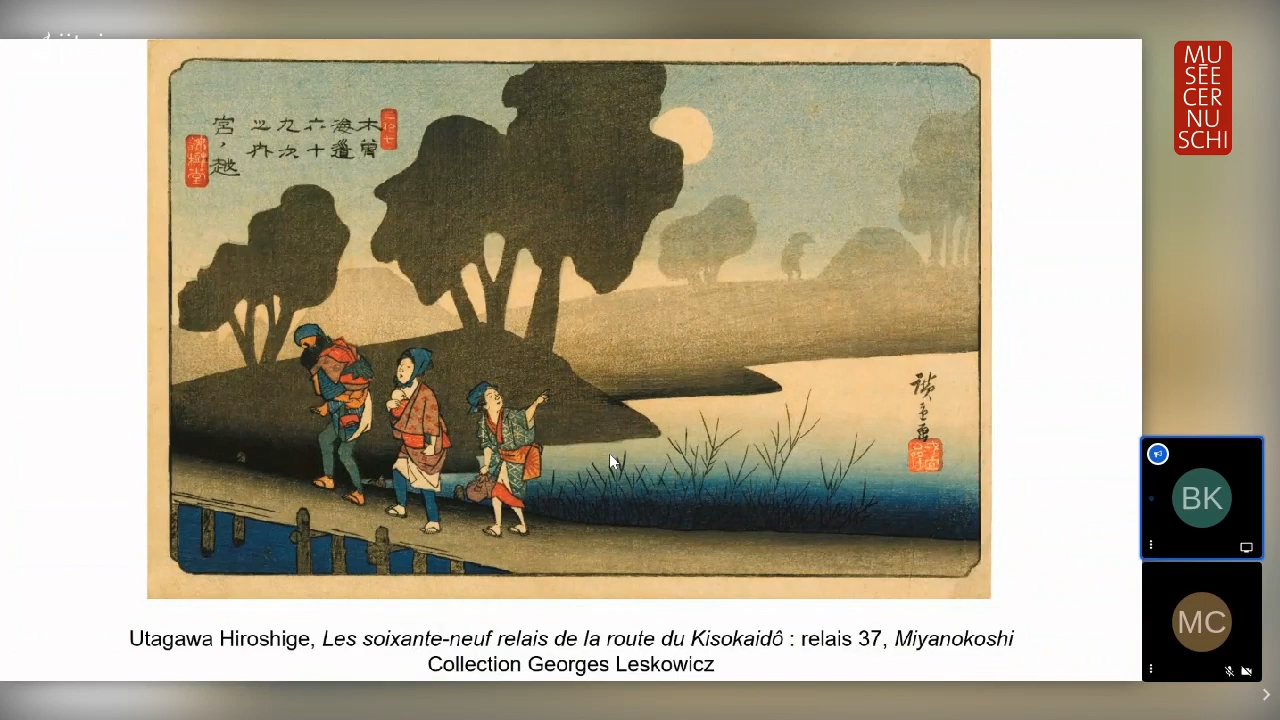 木曽
海道
六十
九次
之内
宮ノ越
MU
SÉE
CER
NU
SCHI
BK
MC
Utagawa Hiroshige, Les soixante-neuf relais de la route du Kisokaidô : relais 37, Miyanokoshi
Collection Georges Leskowicz